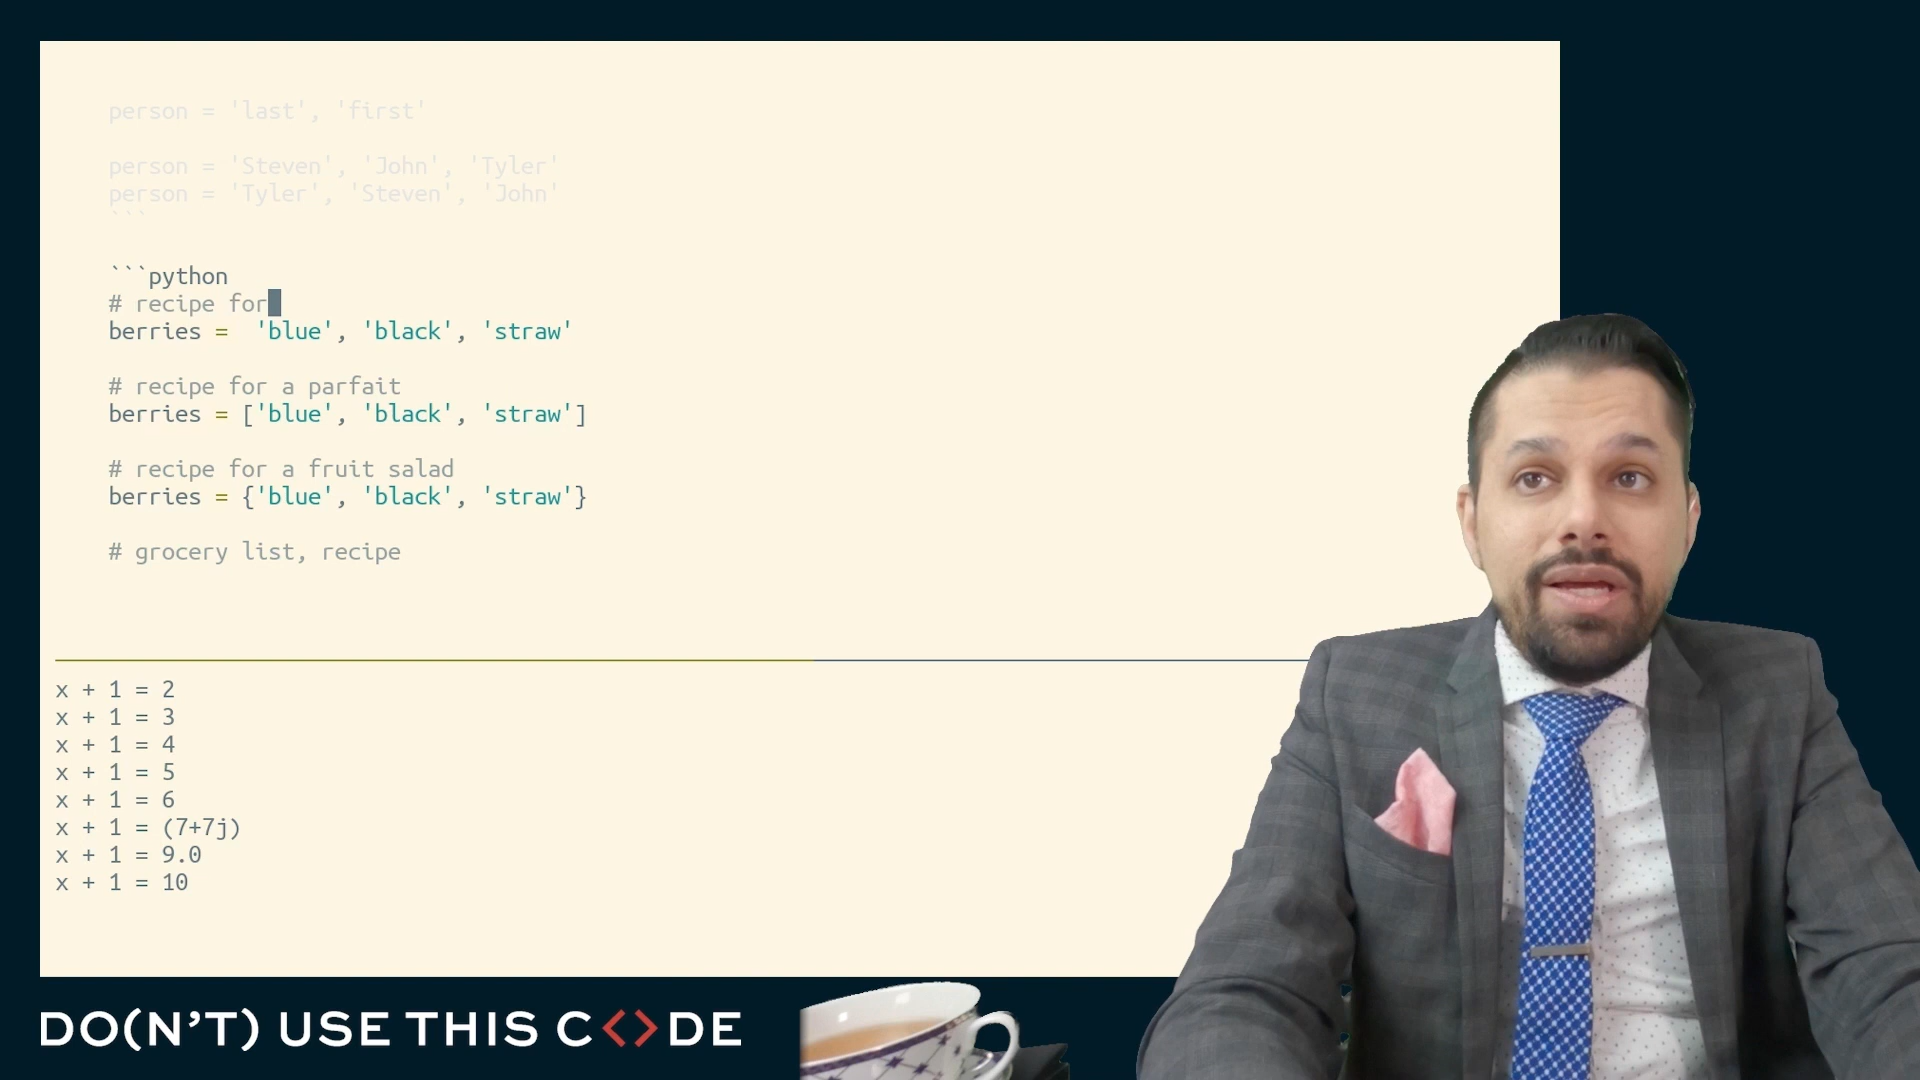 person = 'last', 'first'
person = 'Steven', 'John', 'Tyler'
person = 'Tyler', 'Steven', 'John'
```
```python
# recipe for
berries =  'blue', 'black', 'straw'
# recipe for a parfait
berries = ['blue', 'black', 'straw']
# recipe for a fruit salad
berries = {'blue', 'black', 'straw'}
# grocery list, recipe
x + 1 = 2
x + 1 = 3
x + 1 = 4
x + 1 = 5
x + 1 = 6
x + 1 = (7+7j)
x + 1 = 9.0
x + 1 = 10
DO(N'T) USE THIS C<>DE